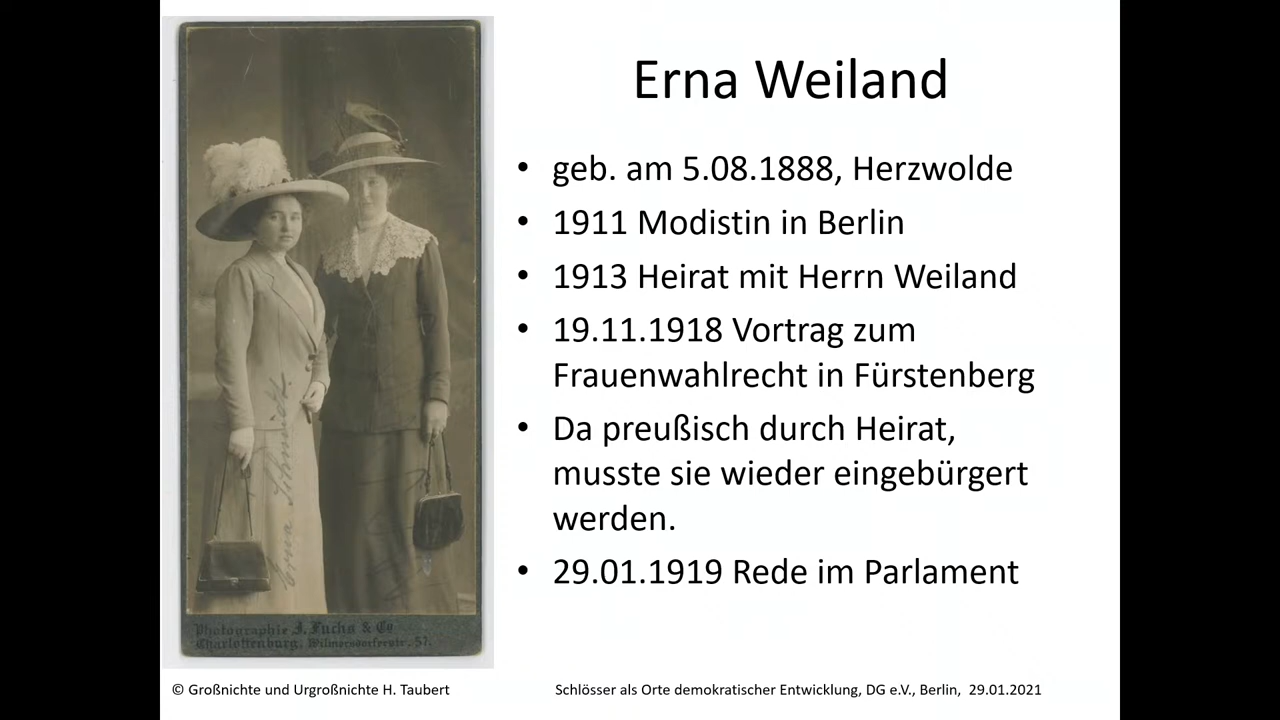 Erna Weiland
• geb. am 5.08.1888, Herzwolde
• 1911 Modistin in Berlin
• 1913 Heirat mit Herrn Weiland
• 19.11.1918 Vortrag zum
Frauenwahlrecht in Fürstenberg
• Da preußisch durch Heirat,
musste sie wieder eingebürgert
werden.
• 29.01.1919 Rede im Parlament
Erna Schmidt.
Photographie J. Fuchs & Co
Charlottenburg, Wilmersdorferstr. 57.
© Großnichte und Urgroßnichte H. Taubert
Schlösser als Orte demokratischer Entwicklung, DG e.V., Berlin, 29.01.2021